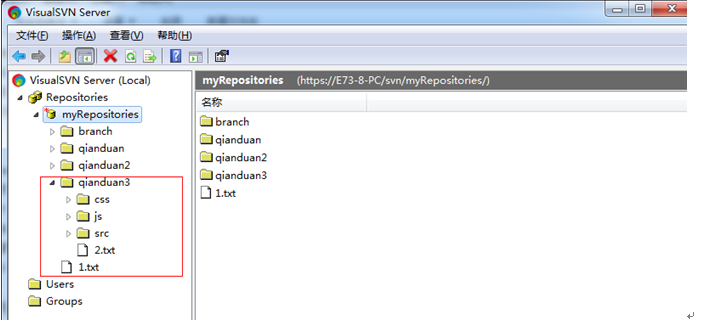 VisualSVN Server
文件(F) 操作(A) 查看(V) 帮助(H)
VisualSVN Server (Local)
Repositories
myRepositories
branch
qianduan
qianduan2
qianduan3
css
js
src
2.txt
1.txt
Users
Groups
myRepositories (https://E73-8-PC/svn/myRepositories/)
名称
branch
qianduan
qianduan2
qianduan3
1.txt